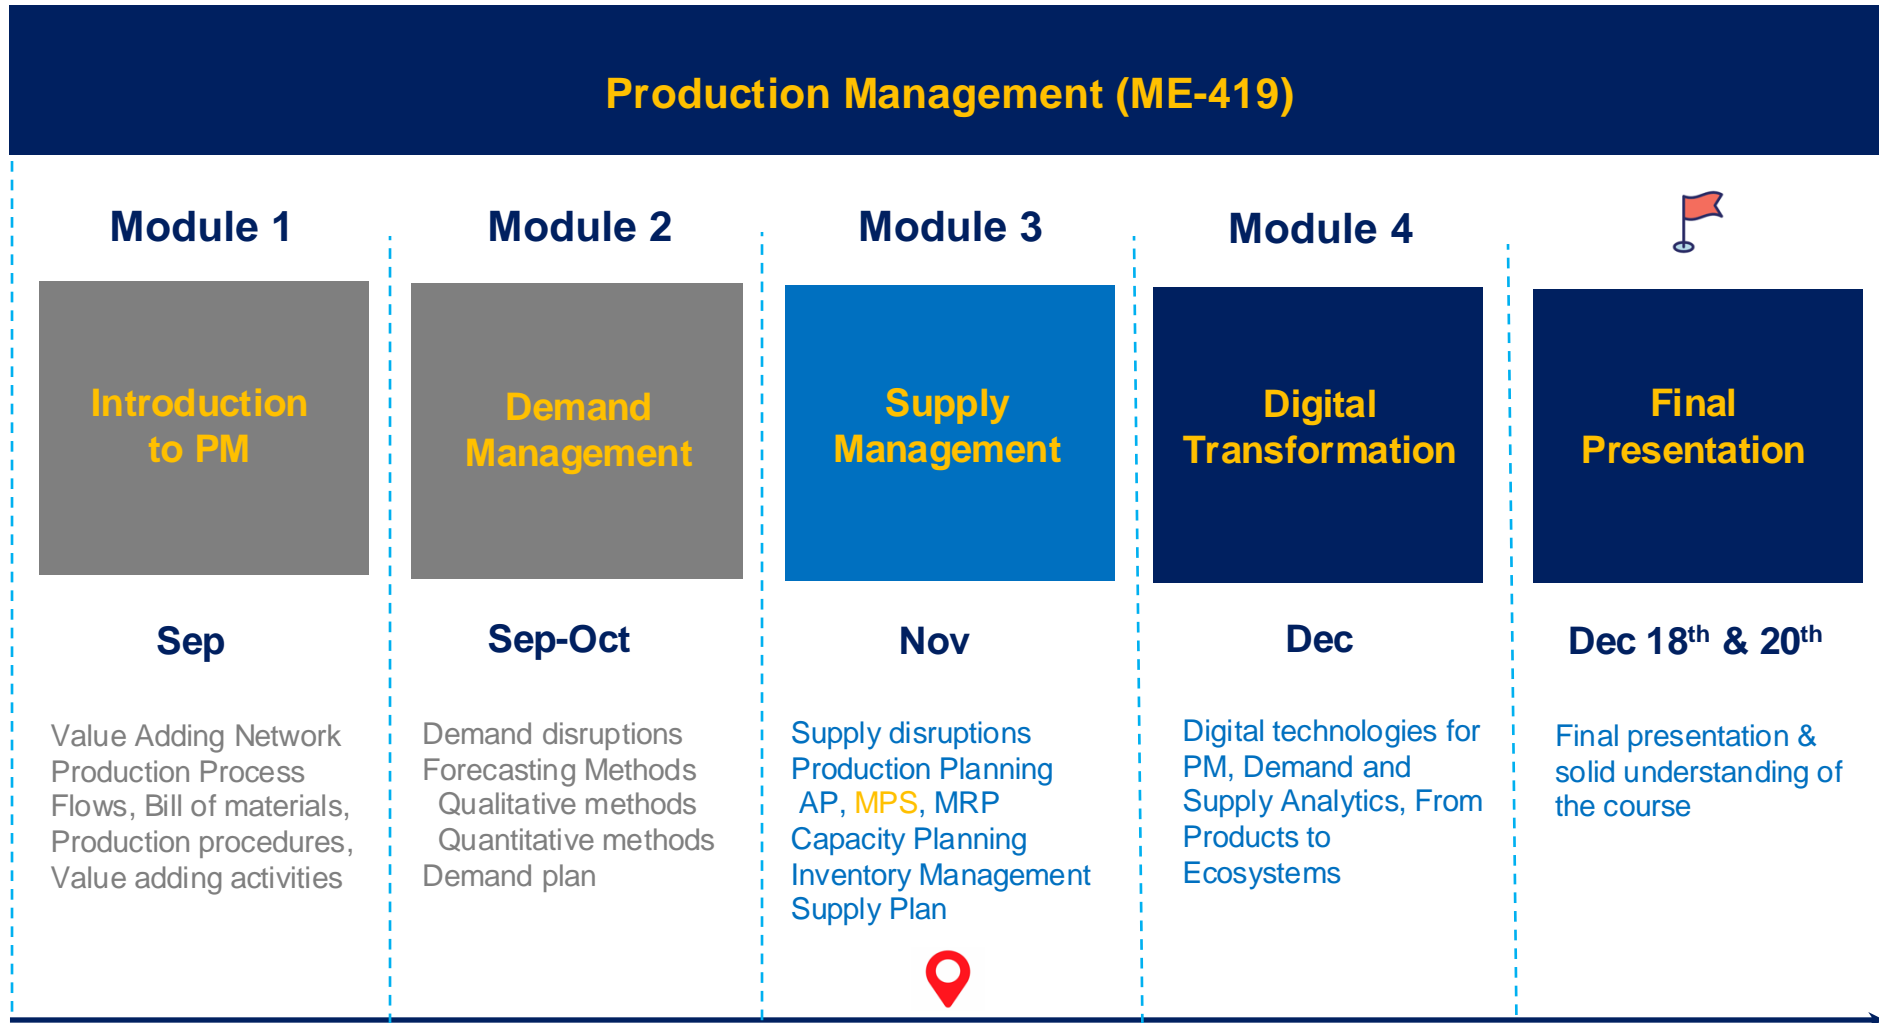 Production Management (ME-419)
Module 1
Introduction
to PM
Sep
Value Adding Network
Production Process
Flows, Bill of materials,
Production procedures,
Value adding activities
Module 2
Demand
Management
Sep-Oct
Demand disruptions
Forecasting Methods
Qualitative methods
Quantitative methods
Demand plan
Module 3
Supply
Management
Nov
Supply disruptions
Production Planning
AP, MPS, MRP
Capacity Planning
Inventory Management
Supply Plan
Module 4
Digital
Transformation
Dec
Digital technologies for
PM, Demand and
Supply Analytics, From
Products to
Ecosystems
Final
Presentation
Dec 18th & 20th
Final presentation &
solid understanding of
the course